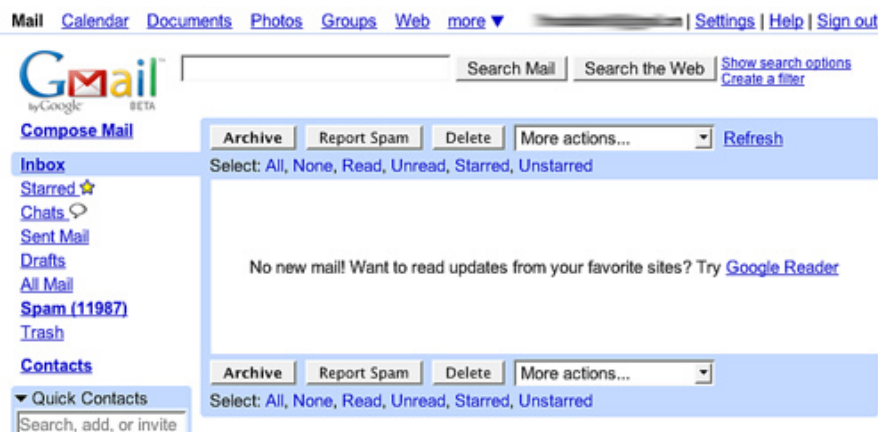 Mail Calendar Documents Photos Groups Web more ▼ | Settings | Help | Sign out
GMail
by Google BETA
Search Mail Search the Web
Show search options
Create a filter
Compose Mail
Inbox
Starred
Chats
Sent Mail
Drafts
All Mail
Spam (11987)
Trash
Contacts
▼ Quick Contacts
Search, add, or invite
Archive Report Spam Delete More actions... Refresh
Select: All, None, Read, Unread, Starred, Unstarred
No new mail! Want to read updates from your favorite sites? Try Google Reader
Archive Report Spam Delete More actions...
Select: All, None, Read, Unread, Starred, Unstarred